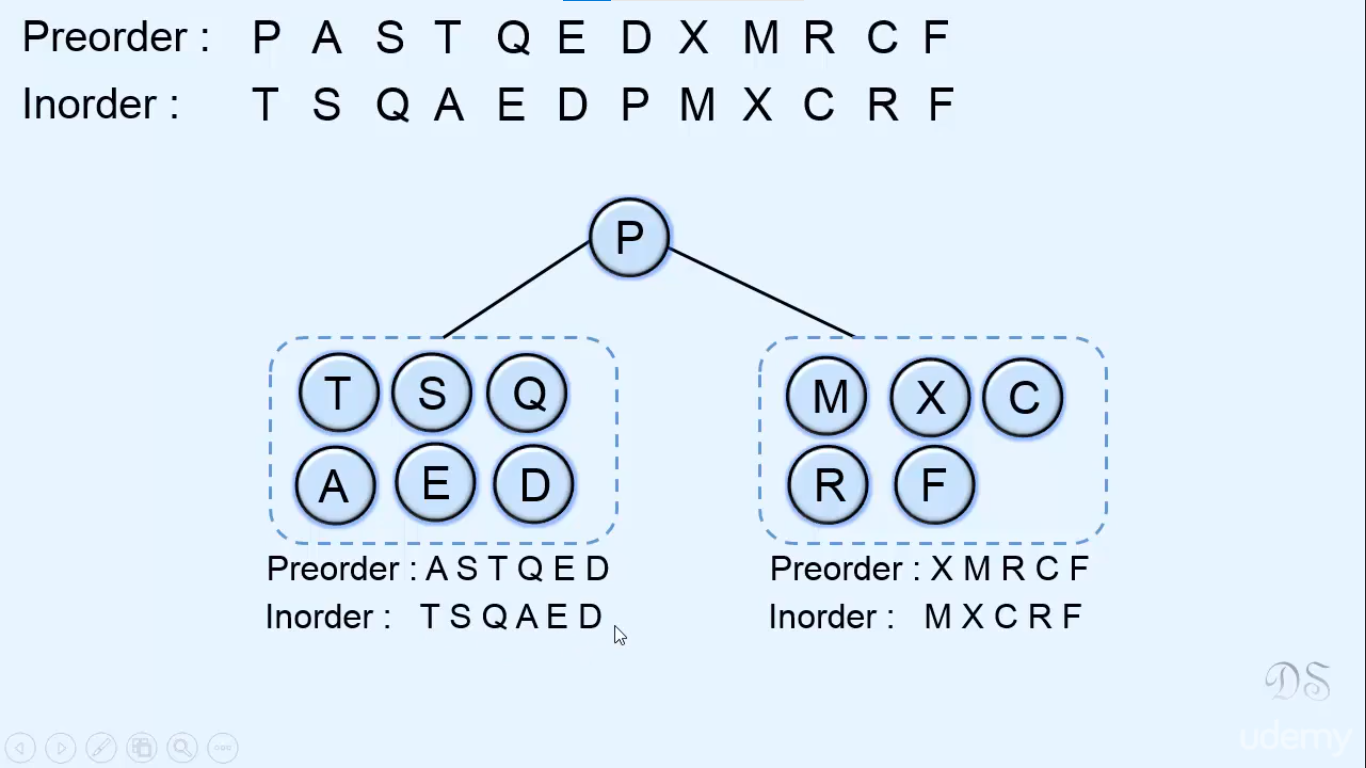 Preorder : P A S T Q E D X M R C F
Inorder : T S Q A E D P M X C R F
P
T S Q
A E D
M X C
R F
Preorder : A S T Q E D
Inorder : T S Q A E D
Preorder : X M R C F
Inorder : M X C R F
DS
udemy